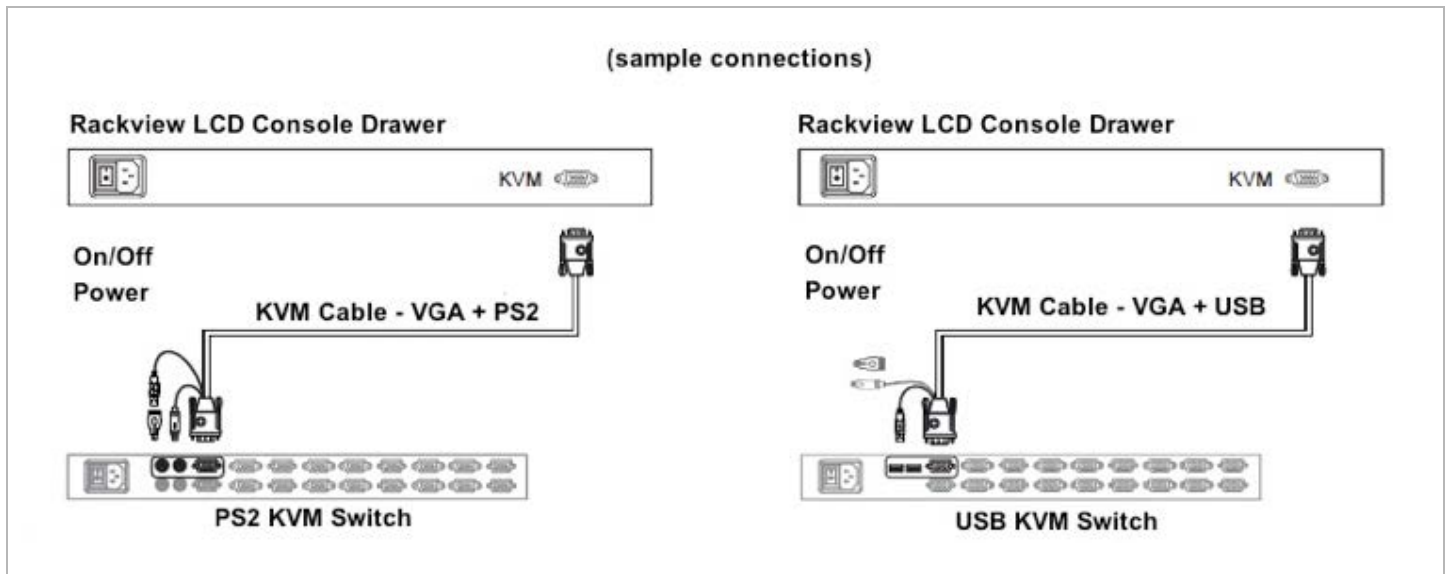 (sample connections)
Rackview LCD Console Drawer
KVM
On/Off
Power
KVM Cable - VGA + PS2
PS2 KVM Switch
Rackview LCD Console Drawer
KVM
On/Off
Power
KVM Cable - VGA + USB
USB KVM Switch